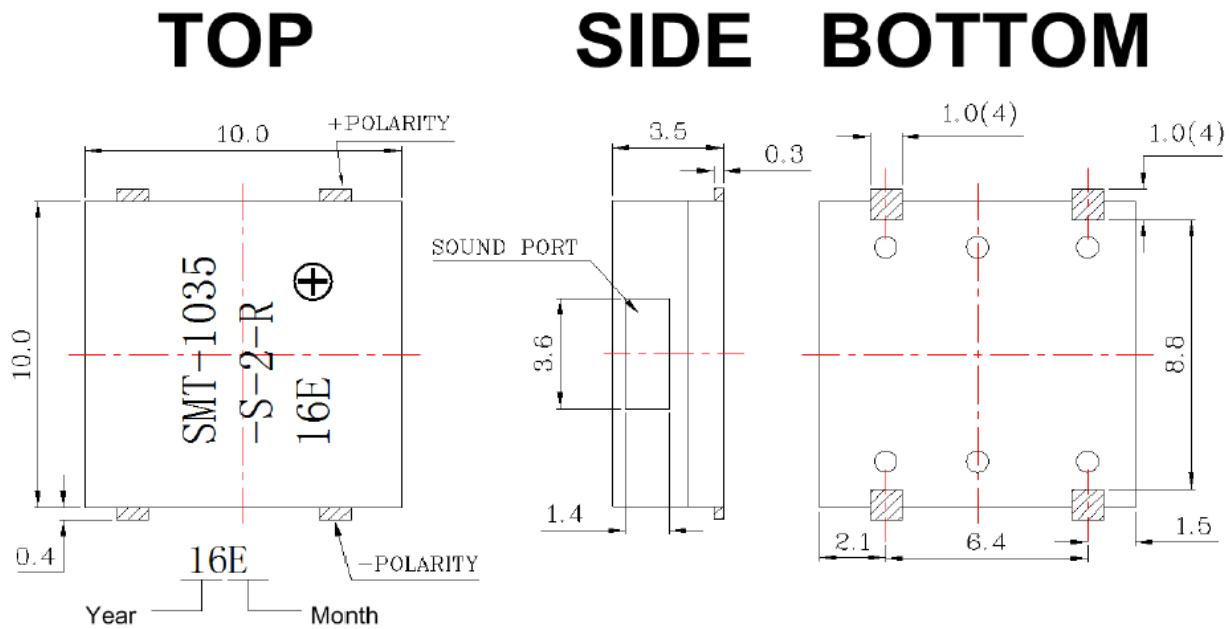 TOP
SIDE
BOTTOM
10.0
+POLARITY
10.0
SMT-1035
-S-2-R
16E
0.4
16E
-POLARITY
Year
Month
3.5
0.3
SOUND PORT
3.6
1.4
1.0(4)
1.0(4)
8.8
2.1
6.4
1.5